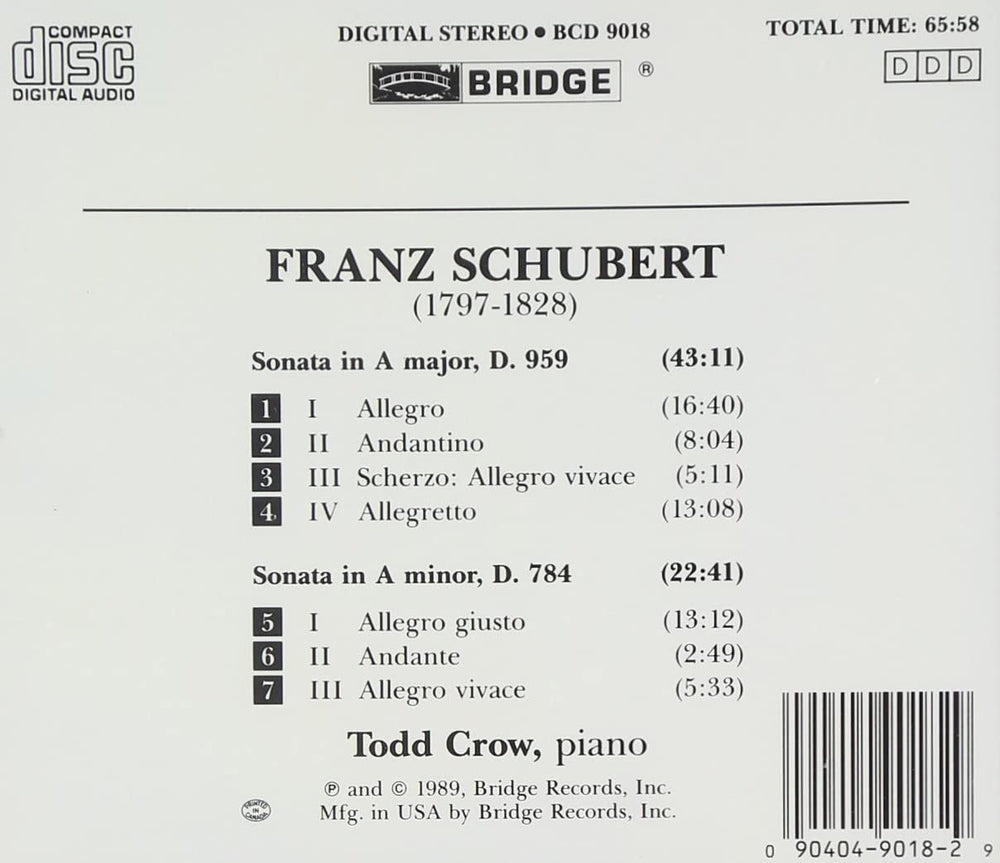 COMPACT
disc
DIGITAL AUDIO
DIGITAL STEREO ● BCD 9018
BRIDGE ®
TOTAL TIME: 65:58
D D D
FRANZ SCHUBERT
(1797-1828)
Sonata in A major, D. 959 (43:11)
1 I Allegro (16:40)
2 II Andantino (8:04)
3 III Scherzo: Allegro vivace (5:11)
4 IV Allegretto (13:08)
Sonata in A minor, D. 784 (22:41)
5 I Allegro giusto (13:12)
6 II Andante (2:49)
7 III Allegro vivace (5:33)
Todd Crow, piano
℗ and © 1989, Bridge Records, Inc.
Mfg. in USA by Bridge Records, Inc.
PRINTED
IN
CANADA
0 90404-9018-2 9